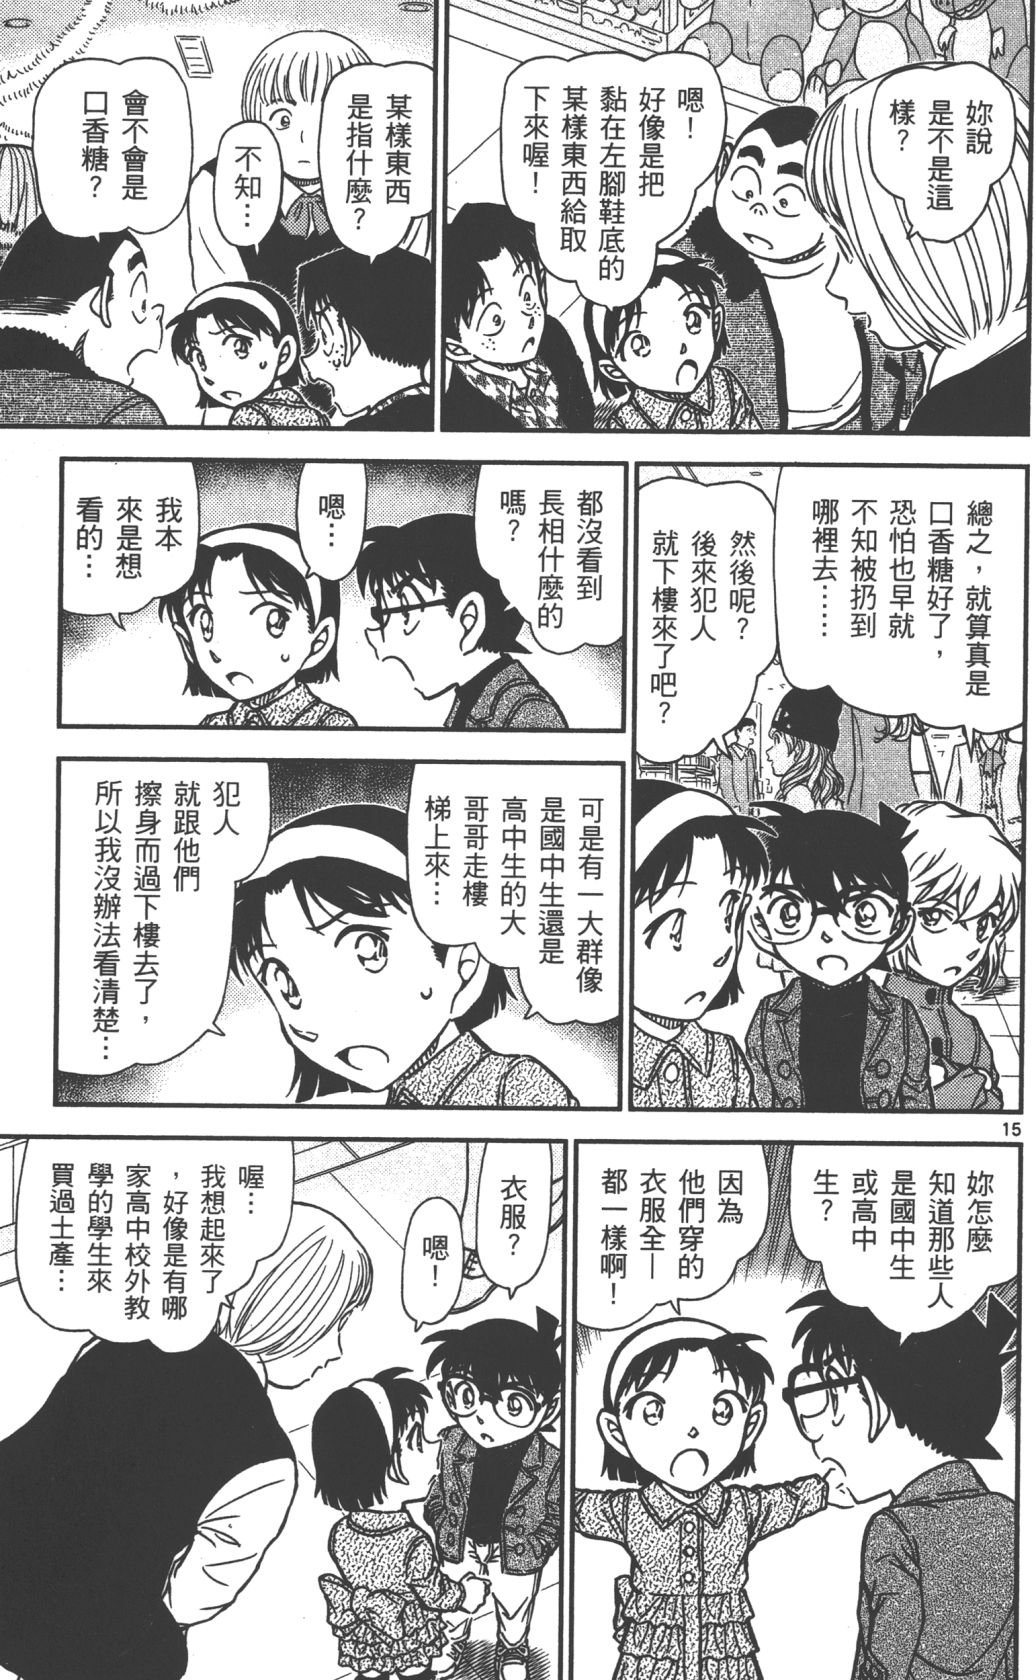 妳說
是不是這
樣？
嗯！
好像是把
黏在左腳鞋底的
某樣東西給取
下來喔！
某樣東西
是指什麼？
不知…
會不會是
口香糖？
總之，就算真是
口香糖好了，
恐怕也早就
不知被扔到
哪裡去……
然後呢？
後來犯人
就下樓來了吧？
都沒看到
長相什麼的
嗎？
嗯…
我本
來是想
看的…
可是有一大群像
是國中生還是
高中生的大
哥哥走樓
梯上來…
犯人
就跟他們
擦身而過下樓去了，
所以我沒辦法看清楚…
15
妳怎麼
知道那些人
是國中生
或高中
生？
因為
他們穿的
衣服全—
都一樣啊！
衣服？
嗯！
喔…
我想起來了
，好像是有哪
家高中校外教
學的學生來
買過土產…